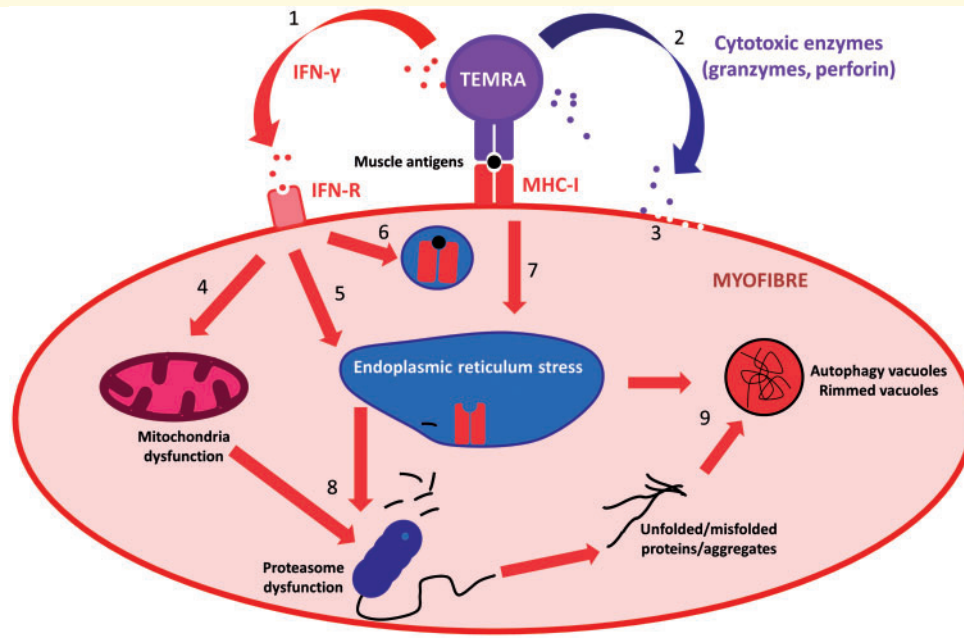 1
2
Cytotoxic enzymes
(granzymes, perforin)
IFN-γ
TEMRA
Muscle antigens
IFN-R
MHC-I
3
6
7
MYOFIBRE
4
5
Endoplasmic reticulum stress
Autophagy vacuoles
Rimmed vacuoles
9
Mitochondria
dysfunction
8
Unfolded/misfolded
proteins/aggregates
Proteasome
dysfunction